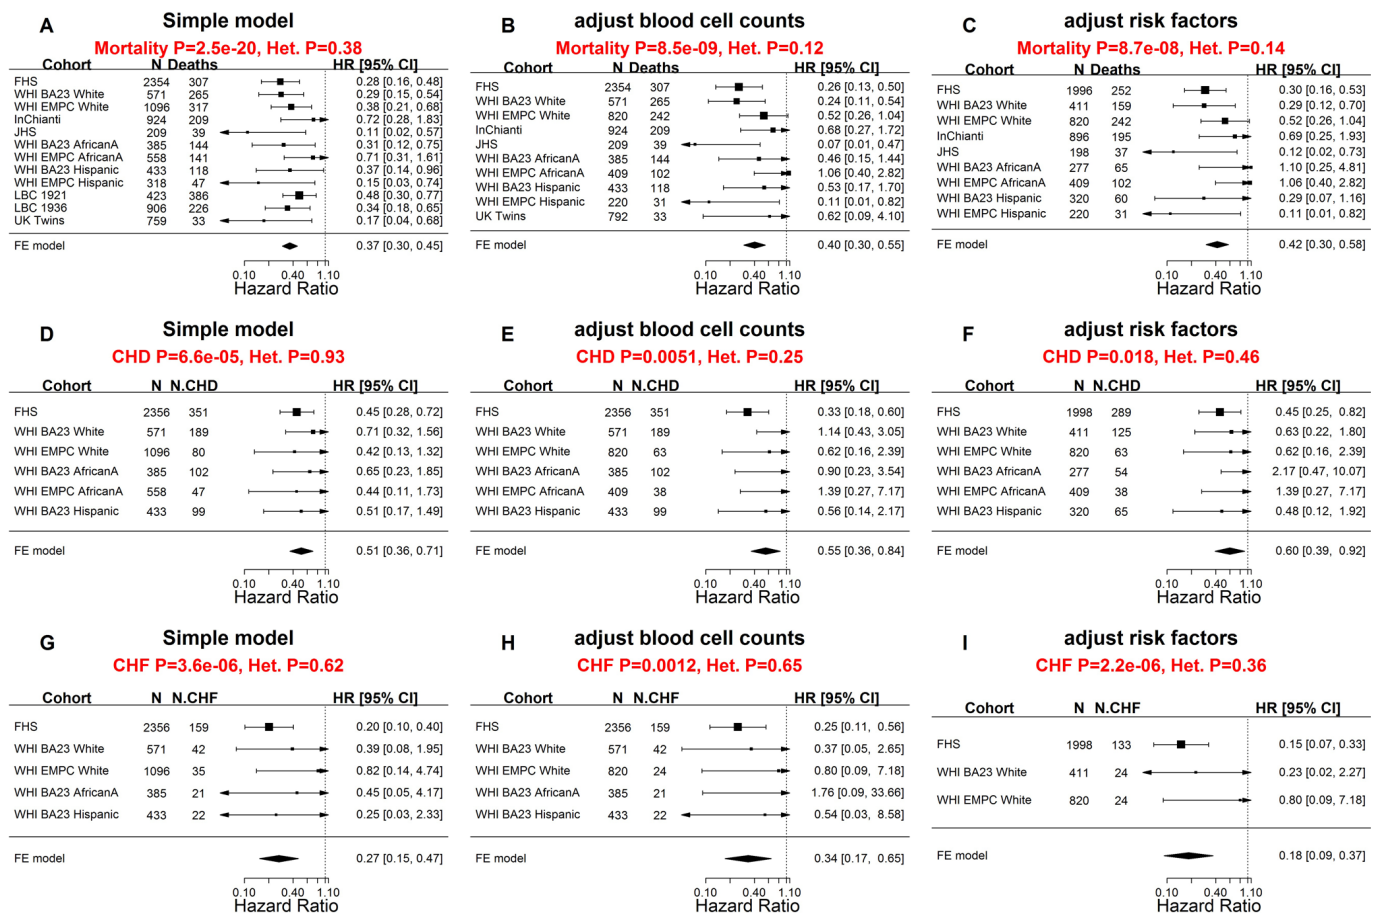 A Simple model
Mortality P=2.5e-20, Het. P=0.38
Cohort N Deaths HR [95% CI]
FHS 2354 307 0.28 [0.16, 0.48]
WHI BA23 White 571 265 0.29 [0.15, 0.54]
WHI EMPC White 1096 317 0.38 [0.21, 0.68]
InChianti 924 209 0.72 [0.28, 1.83]
JHS 209 39 0.11 [0.02, 0.57]
WHI BA23 AfricanA 385 144 0.31 [0.12, 0.75]
WHI EMPC AfricanA 558 141 0.71 [0.31, 1.61]
WHI BA23 Hispanic 433 118 0.37 [0.14, 0.96]
WHI EMPC Hispanic 318 47 0.15 [0.03, 0.74]
LBC 1921 423 386 0.48 [0.30, 0.77]
LBC 1936 906 226 0.34 [0.18, 0.65]
UK Twins 759 33 0.17 [0.04, 0.68]
FE model 0.37 [0.30, 0.45]
0.10 0.40 1.10
Hazard Ratio
B adjust blood cell counts
Mortality P=8.5e-09, Het. P=0.12
Cohort N Deaths HR [95% CI]
FHS 2354 307 0.26 [0.13, 0.50]
WHI BA23 White 571 265 0.24 [0.11, 0.54]
WHI EMPC White 820 242 0.52 [0.26, 1.04]
InChianti 924 209 0.68 [0.27, 1.72]
JHS 209 39 0.07 [0.01, 0.47]
WHI BA23 AfricanA 385 144 0.46 [0.15, 1.44]
WHI EMPC AfricanA 409 102 1.06 [0.40, 2.82]
WHI BA23 Hispanic 433 118 0.53 [0.17, 1.70]
WHI EMPC Hispanic 220 31 0.11 [0.01, 0.82]
UK Twins 792 33 0.62 [0.09, 4.10]
FE model 0.40 [0.30, 0.55]
0.10 0.40 1.10
Hazard Ratio
C adjust risk factors
Mortality P=8.7e-08, Het. P=0.14
Cohort N Deaths HR [95% CI]
FHS 1996 252 0.30 [0.16, 0.53]
WHI BA23 White 411 159 0.29 [0.12, 0.70]
WHI EMPC White 820 242 0.52 [0.26, 1.04]
InChianti 896 195 0.69 [0.25, 1.93]
JHS 198 37 0.12 [0.02, 0.73]
WHI BA23 AfricanA 277 65 1.10 [0.25, 4.81]
WHI EMPC AfricanA 409 102 1.06 [0.40, 2.82]
WHI BA23 Hispanic 320 60 0.29 [0.07, 1.16]
WHI EMPC Hispanic 220 31 0.11 [0.01, 0.82]
FE model 0.42 [0.30, 0.58]
0.10 0.40 1.10
Hazard Ratio
D Simple model
CHD P=6.6e-05, Het. P=0.93
Cohort N N.CHD HR [95% CI]
FHS 2356 351 0.45 [0.28, 0.72]
WHI BA23 White 571 189 0.71 [0.32, 1.56]
WHI EMPC White 1096 80 0.42 [0.13, 1.32]
WHI BA23 AfricanA 385 102 0.65 [0.23, 1.85]
WHI EMPC AfricanA 558 47 0.44 [0.11, 1.73]
WHI BA23 Hispanic 433 99 0.51 [0.17, 1.49]
FE model 0.51 [0.36, 0.71]
0.10 0.40 1.10
Hazard Ratio
E adjust blood cell counts
CHD P=0.0051, Het. P=0.25
Cohort N N.CHD HR [95% CI]
FHS 2356 351 0.33 [0.18, 0.60]
WHI BA23 White 571 189 1.14 [0.43, 3.05]
WHI EMPC White 820 63 0.62 [0.16, 2.39]
WHI BA23 AfricanA 385 102 0.90 [0.23, 3.54]
WHI EMPC AfricanA 409 38 1.39 [0.27, 7.17]
WHI BA23 Hispanic 433 99 0.56 [0.14, 2.17]
FE model 0.55 [0.36, 0.84]
0.10 0.40 1.10
Hazard Ratio
F adjust risk factors
CHD P=0.018, Het. P=0.46
Cohort N N.CHD HR [95% CI]
FHS 1998 289 0.45 [0.25, 0.82]
WHI BA23 White 411 125 0.63 [0.22, 1.80]
WHI EMPC White 820 63 0.62 [0.16, 2.39]
WHI BA23 AfricanA 277 54 2.17 [0.47, 10.07]
WHI EMPC AfricanA 409 38 1.39 [0.27, 7.17]
WHI BA23 Hispanic 320 65 0.48 [0.12, 1.92]
FE model 0.60 [0.39, 0.92]
0.10 0.40 1.10
Hazard Ratio
G Simple model
CHF P=3.6e-06, Het. P=0.62
Cohort N N.CHF HR [95% CI]
FHS 2356 159 0.20 [0.10, 0.40]
WHI BA23 White 571 42 0.39 [0.08, 1.95]
WHI EMPC White 1096 35 0.82 [0.14, 4.74]
WHI BA23 AfricanA 385 21 0.45 [0.05, 4.17]
WHI BA23 Hispanic 433 22 0.25 [0.03, 2.33]
FE model 0.27 [0.15, 0.47]
0.10 0.40 1.10
Hazard Ratio
H adjust blood cell counts
CHF P=0.0012, Het. P=0.65
Cohort N N.CHF HR [95% CI]
FHS 2356 159 0.25 [0.11, 0.56]
WHI BA23 White 571 42 0.37 [0.05, 2.65]
WHI EMPC White 820 24 0.80 [0.09, 7.18]
WHI BA23 AfricanA 385 21 1.76 [0.09, 33.66]
WHI BA23 Hispanic 433 22 0.54 [0.03, 8.58]
FE model 0.34 [0.17, 0.65]
0.10 0.40 1.10
Hazard Ratio
I adjust risk factors
CHF P=2.2e-06, Het. P=0.36
Cohort N N.CHF HR [95% CI]
FHS 1998 133 0.15 [0.07, 0.33]
WHI BA23 White 411 24 0.23 [0.02, 2.27]
WHI EMPC White 820 24 0.80 [0.09, 7.18]
FE model 0.18 [0.09, 0.37]
0.10 0.40 1.10
Hazard Ratio